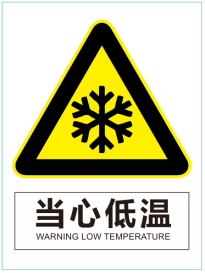 当心低温
WARNING LOW TEMPERATURE